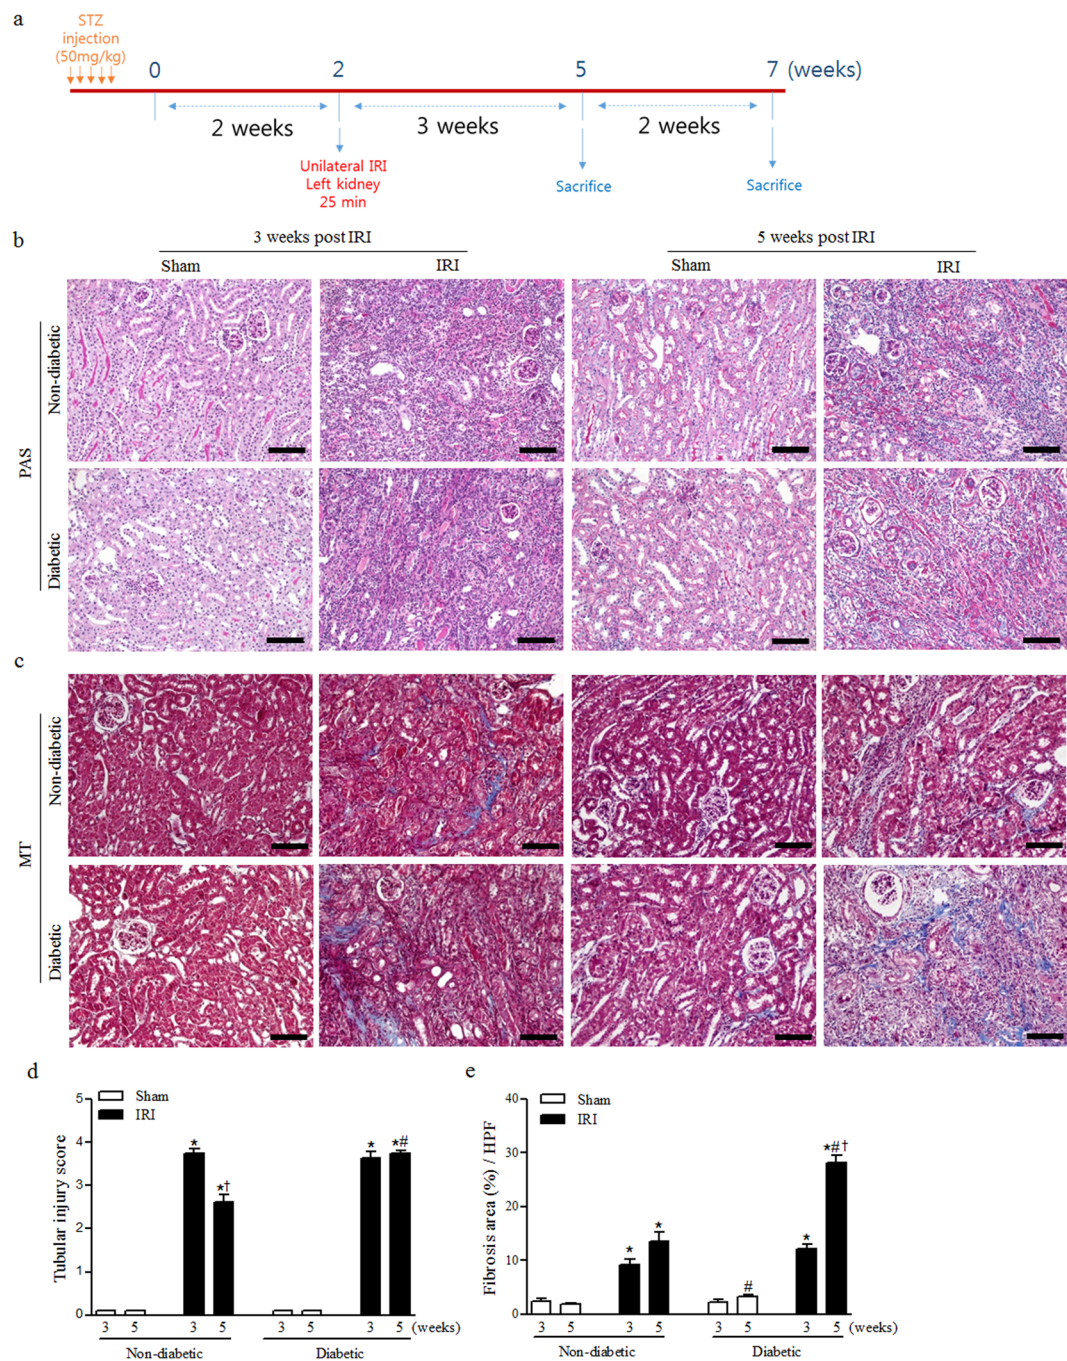 a
STZ
injection
(50mg/kg)
0
2
5
7 (weeks)
2 weeks
3 weeks
2 weeks
Unilateral IRI
Left kidney
25 min
Sacrifice
Sacrifice
b
3 weeks post IRI
5 weeks post IRI
Sham
IRI
Sham
IRI
PAS
Non-diabetic
Diabetic
c
MT
Non-diabetic
Diabetic
d
Sham
IRI
Tubular injury score
5
4
3
2
1
0
*
*†
*
*#
3 5 3 5 3 5 3 5 (weeks)
Non-diabetic Diabetic
e
Sham
IRI
Fibrosis area (%) / HPF
40
30
20
10
0
*
*
#
*
*#†
3 5 3 5 3 5 3 5 (weeks)
Non-diabetic Diabetic